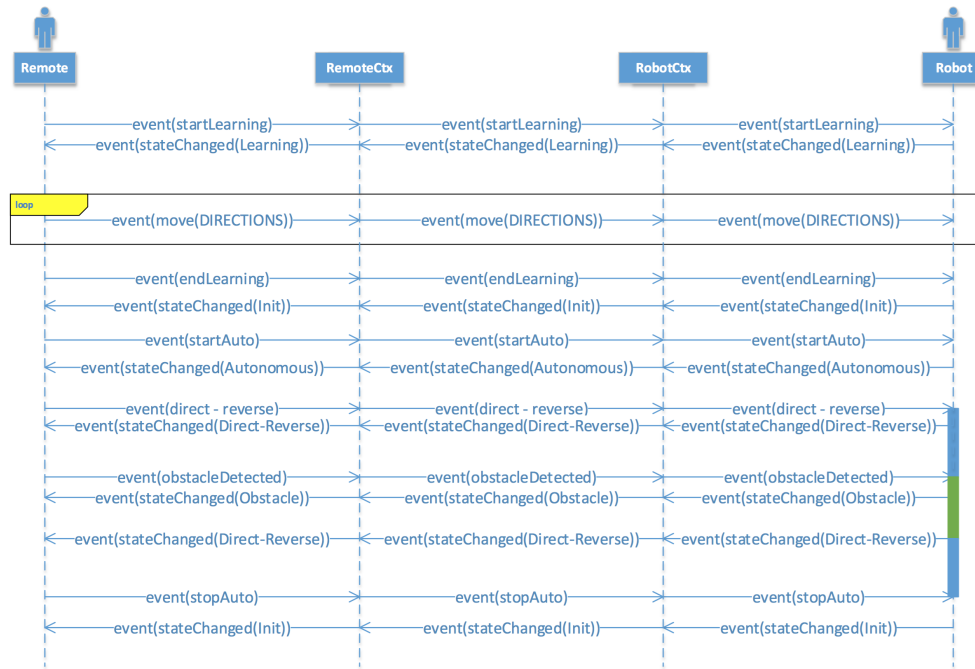 Remote RemoteCtx RobotCtx Robot
event(startLearning) event(startLearning) event(startLearning)
event(stateChanged(Learning)) event(stateChanged(Learning)) event(stateChanged(Learning))
loop
event(move(DIRECTIONS)) event(move(DIRECTIONS)) event(move(DIRECTIONS))
event(endLearning) event(endLearning) event(endLearning)
event(stateChanged(Init)) event(stateChanged(Init)) event(stateChanged(Init))
event(startAuto) event(startAuto) event(startAuto)
event(stateChanged(Autonomous)) event(stateChanged(Autonomous)) event(stateChanged(Autonomous))
event(direct - reverse) event(direct - reverse) event(direct - reverse)
event(stateChanged(Direct-Reverse)) event(stateChanged(Direct-Reverse)) event(stateChanged(Direct-Reverse))
event(obstacleDetected) event(obstacleDetected) event(obstacleDetected)
event(stateChanged(Obstacle)) event(stateChanged(Obstacle)) event(stateChanged(Obstacle))
event(stateChanged(Direct-Reverse)) event(stateChanged(Direct-Reverse)) event(stateChanged(Direct-Reverse))
event(stopAuto) event(stopAuto) event(stopAuto)
event(stateChanged(Init)) event(stateChanged(Init)) event(stateChanged(Init))